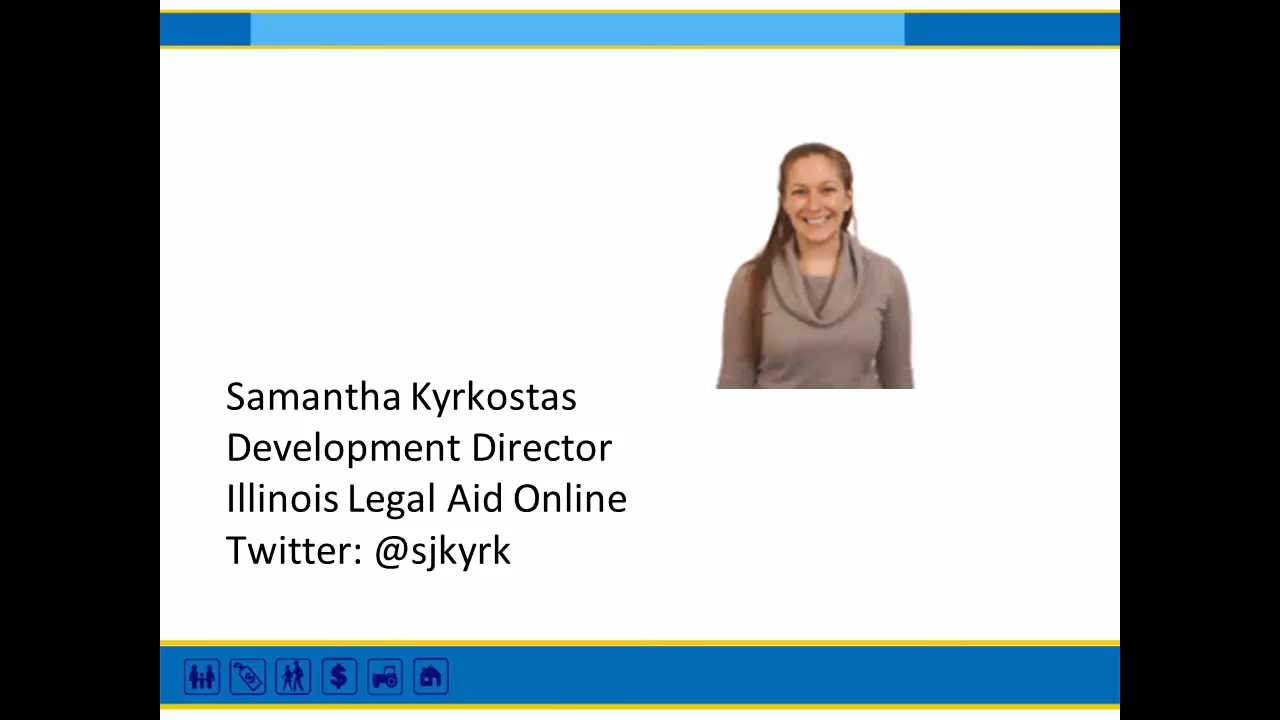 Samantha Kyrkostas
Development Director
Illinois Legal Aid Online
Twitter: @sjkyrk